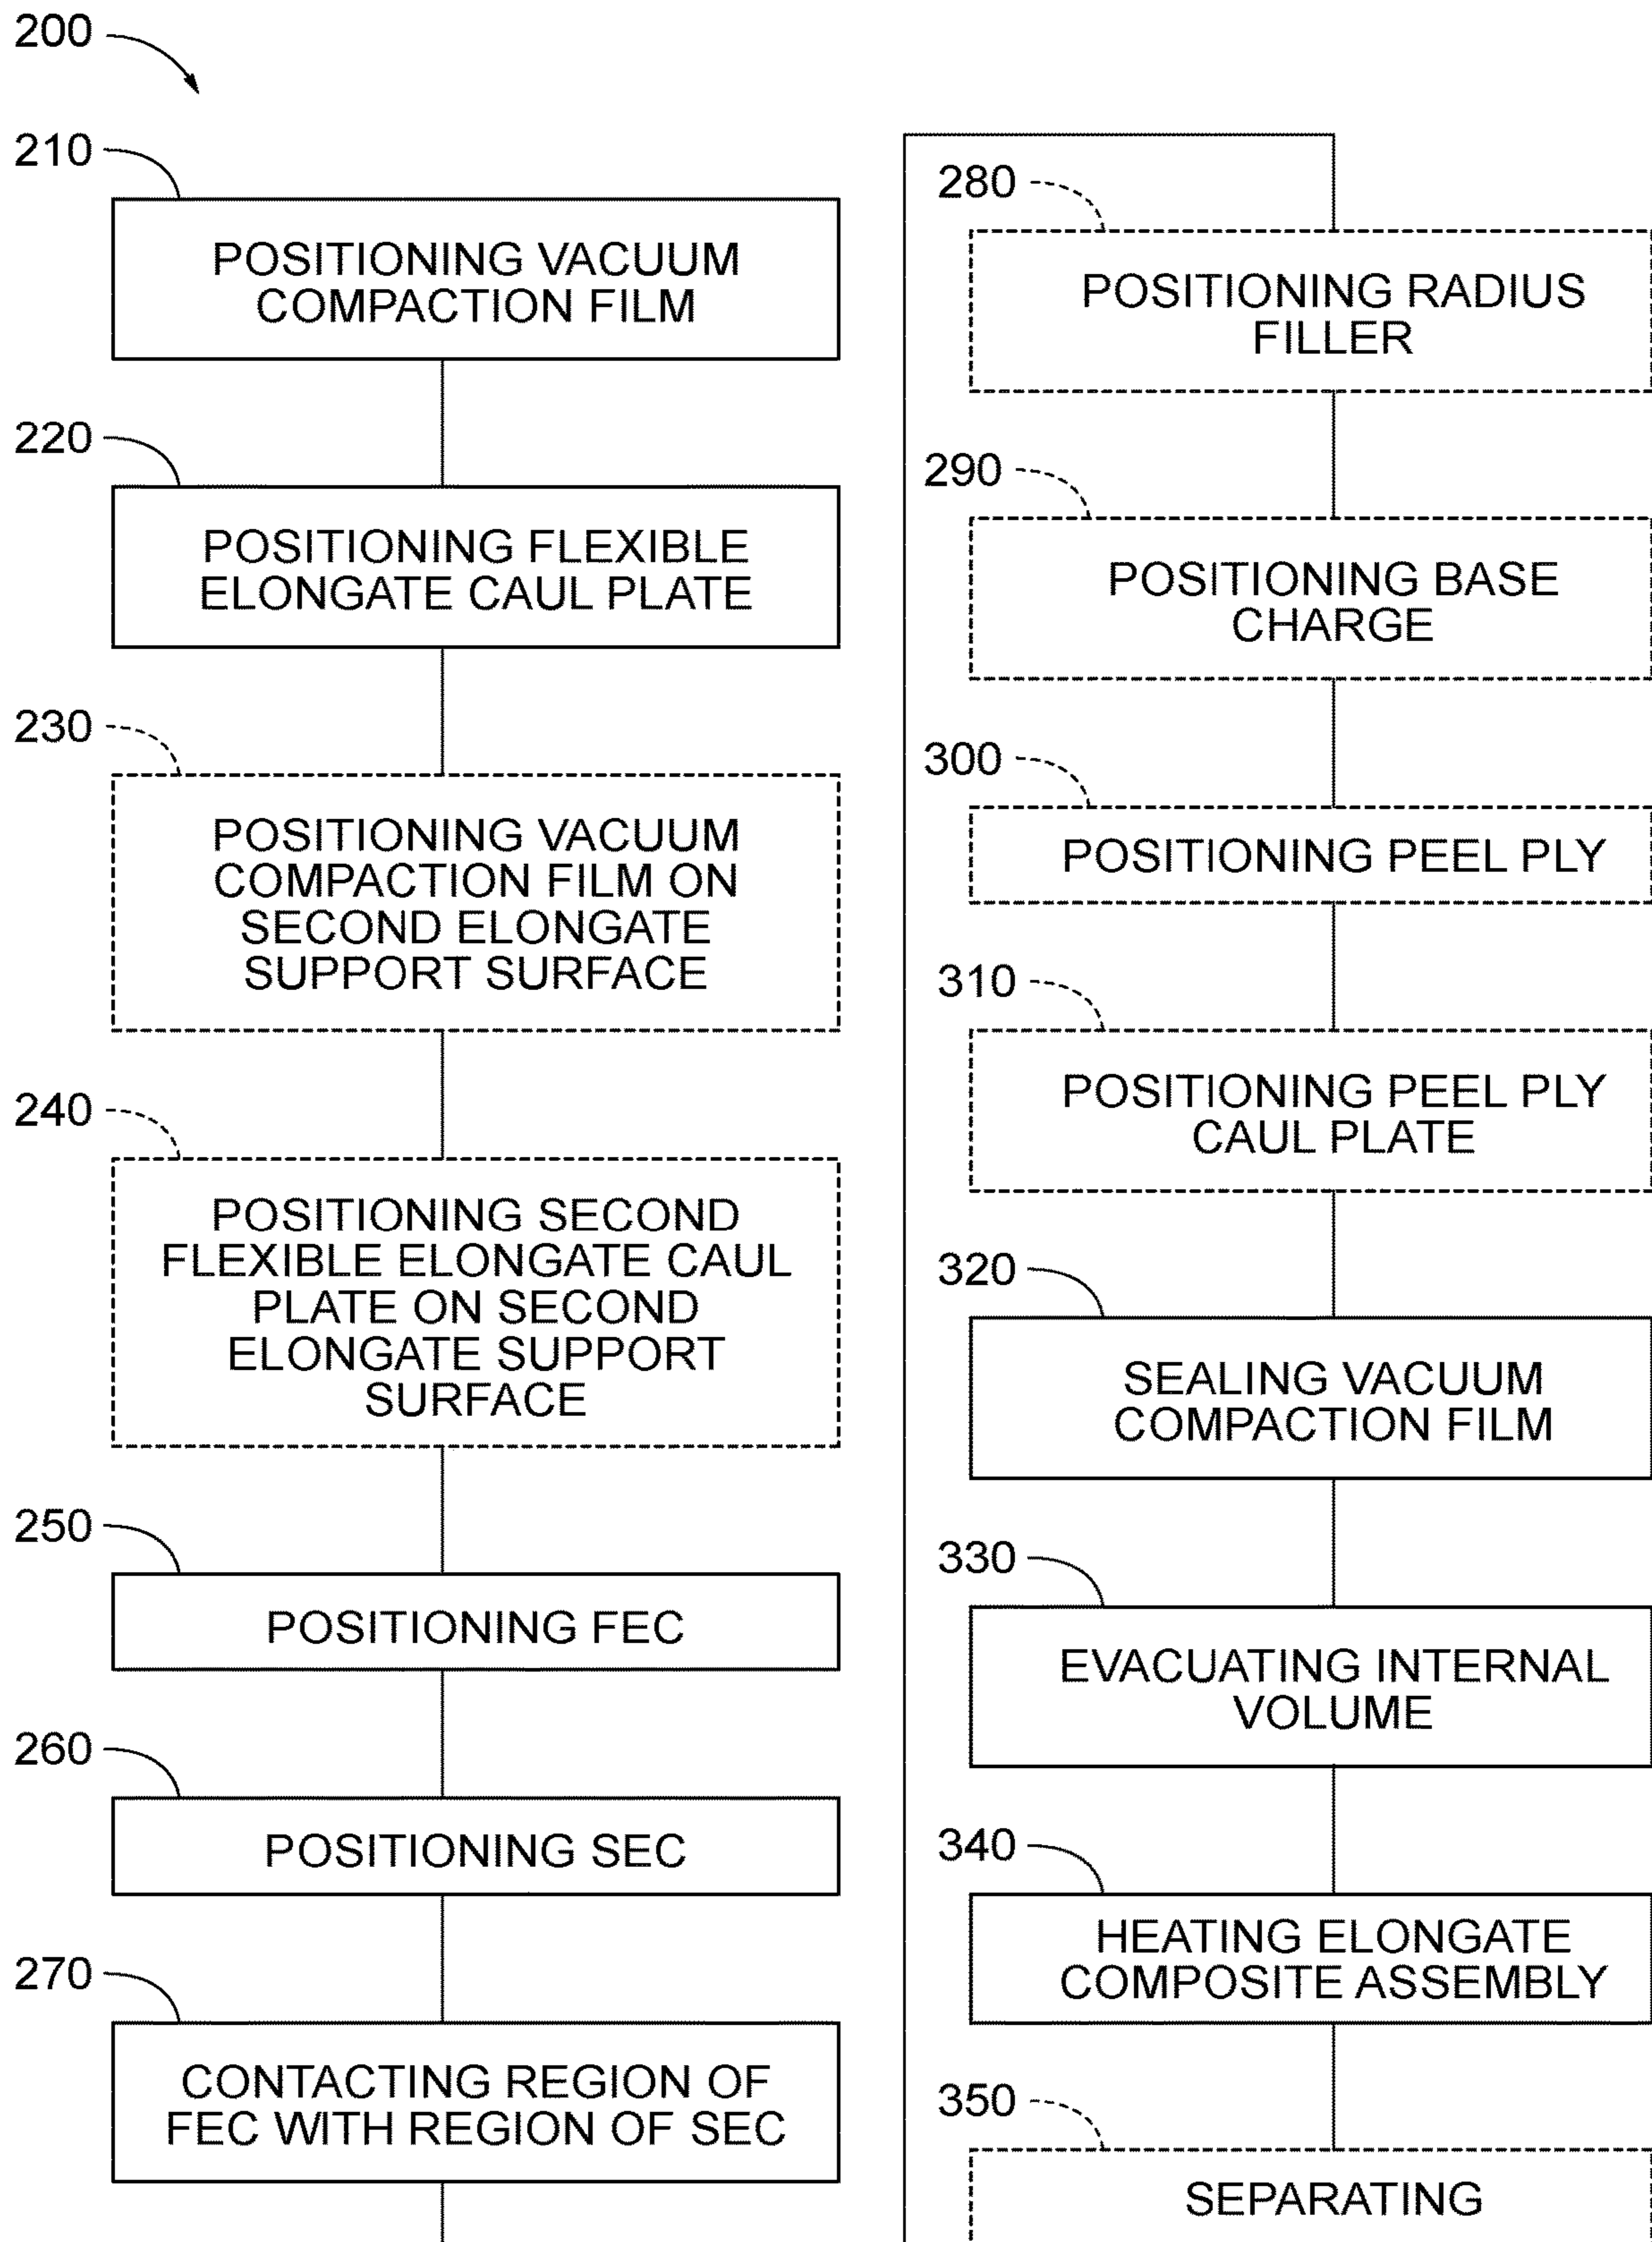 200
210
POSITIONING VACUUM
COMPACTION FILM
220
POSITIONING FLEXIBLE
ELONGATE CAUL PLATE
230
POSITIONING VACUUM
COMPACTION FILM ON
SECOND ELONGATE
SUPPORT SURFACE
240
POSITIONING SECOND
FLEXIBLE ELONGATE CAUL
PLATE ON SECOND
ELONGATE SUPPORT
SURFACE
250
POSITIONING FEC
260
POSITIONING SEC
270
CONTACTING REGION OF
FEC WITH REGION OF SEC
280
POSITIONING RADIUS
FILLER
290
POSITIONING BASE
CHARGE
300
POSITIONING PEEL PLY
310
POSITIONING PEEL PLY
CAUL PLATE
320
SEALING VACUUM
COMPACTION FILM
330
EVACUATING INTERNAL
VOLUME
340
HEATING ELONGATE
COMPOSITE ASSEMBLY
350
SEPARATING